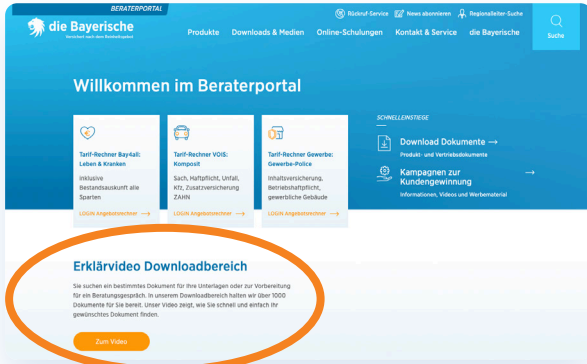 BERATERPORTAL
die Bayerische
Versichert nach dem Reinheitsgebot
Rückruf-Service News abonnieren Regionalleiter-Suche
Suche
Produkte Downloads & Medien Online-Schulungen Kontakt & Service die Bayerische
Willkommen im Beraterportal
Tarif-Rechner Bay4all:
Leben & Kranken
inklusive
Bestandsauskunft alle
Sparten
LOGIN Angebotsrechner →
Tarif-Rechner VOIS:
Komposit
Sach, Haftpflicht, Unfall,
Kfz, Zusatzversicherung
ZAHN
LOGIN Angebotsrechner →
Tarif-Rechner Gewerbe:
Gewerbe-Police
Inhaltsversicherung,
Betriebshaftpflicht,
gewerbliche Gebäude
LOGIN Angebotsrechner →
SCHNELLEINSTIEGE
Download Dokumente →
Produkt- und Vertriebsdokumente
Kampagnen zur
Kundengewinnung →
Informationen, Videos und Werbematerial
Erklärvideo Downloadbereich
Sie suchen ein bestimmtes Dokument für Ihre Unterlagen oder zur Vorbereitung
für ein Beratungsgespräch. In unserem Downloadbereich halten wir über 1000
Dokumente für Sie bereit. Unser Video zeigt, wie Sie schnell und einfach Ihr
gewünschtes Dokument finden.
Zum Video